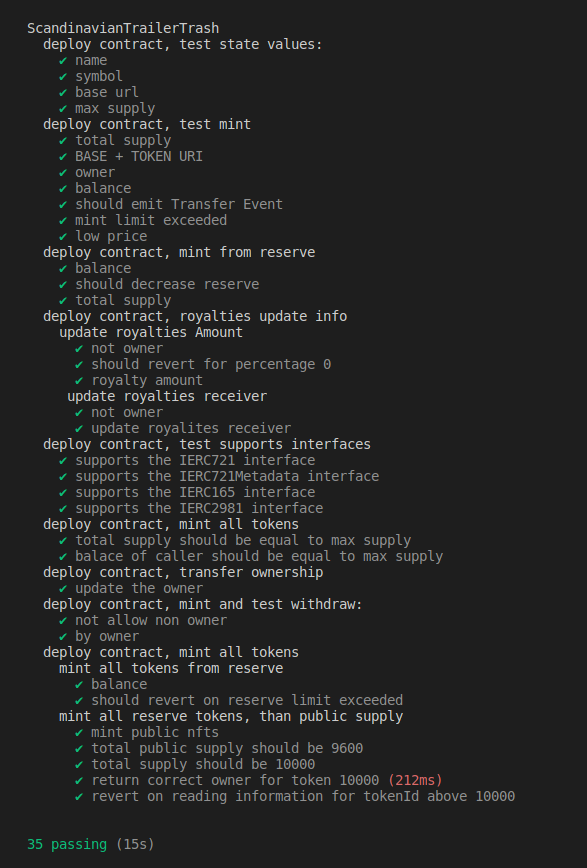 ScandinavianTrailerTrash
deploy contract, test state values:
✔ name
✔ symbol
✔ base url
✔ max supply
deploy contract, test mint
✔ total supply
✔ BASE + TOKEN URI
✔ owner
✔ balance
✔ should emit Transfer Event
✔ mint limit exceeded
✔ low price
deploy contract, mint from reserve
✔ balance
✔ should decrease reserve
✔ total supply
deploy contract, royalties update info
update royalties Amount
✔ not owner
✔ should revert for percentage 0
✔ royalty amount
update royalties receiver
✔ not owner
✔ update royalites receiver
deploy contract, test supports interfaces
✔ supports the IERC721 interface
✔ supports the IERC721Metadata interface
✔ supports the IERC165 interface
✔ supports the IERC2981 interface
deploy contract, mint all tokens
✔ total supply should be equal to max supply
✔ balace of caller should be equal to max supply
deploy contract, transfer ownership
✔ update the owner
deploy contract, mint and test withdraw:
✔ not allow non owner
✔ by owner
deploy contract, mint all tokens
mint all tokens from reserve
✔ balance
✔ should revert on reserve limit exceeded
mint all reserve tokens, than public supply
✔ mint public nfts
✔ total public supply should be 9600
✔ total supply should be 10000
✔ return correct owner for token 10000 (212ms)
✔ revert on reading information for tokenId above 10000
35 passing (15s)